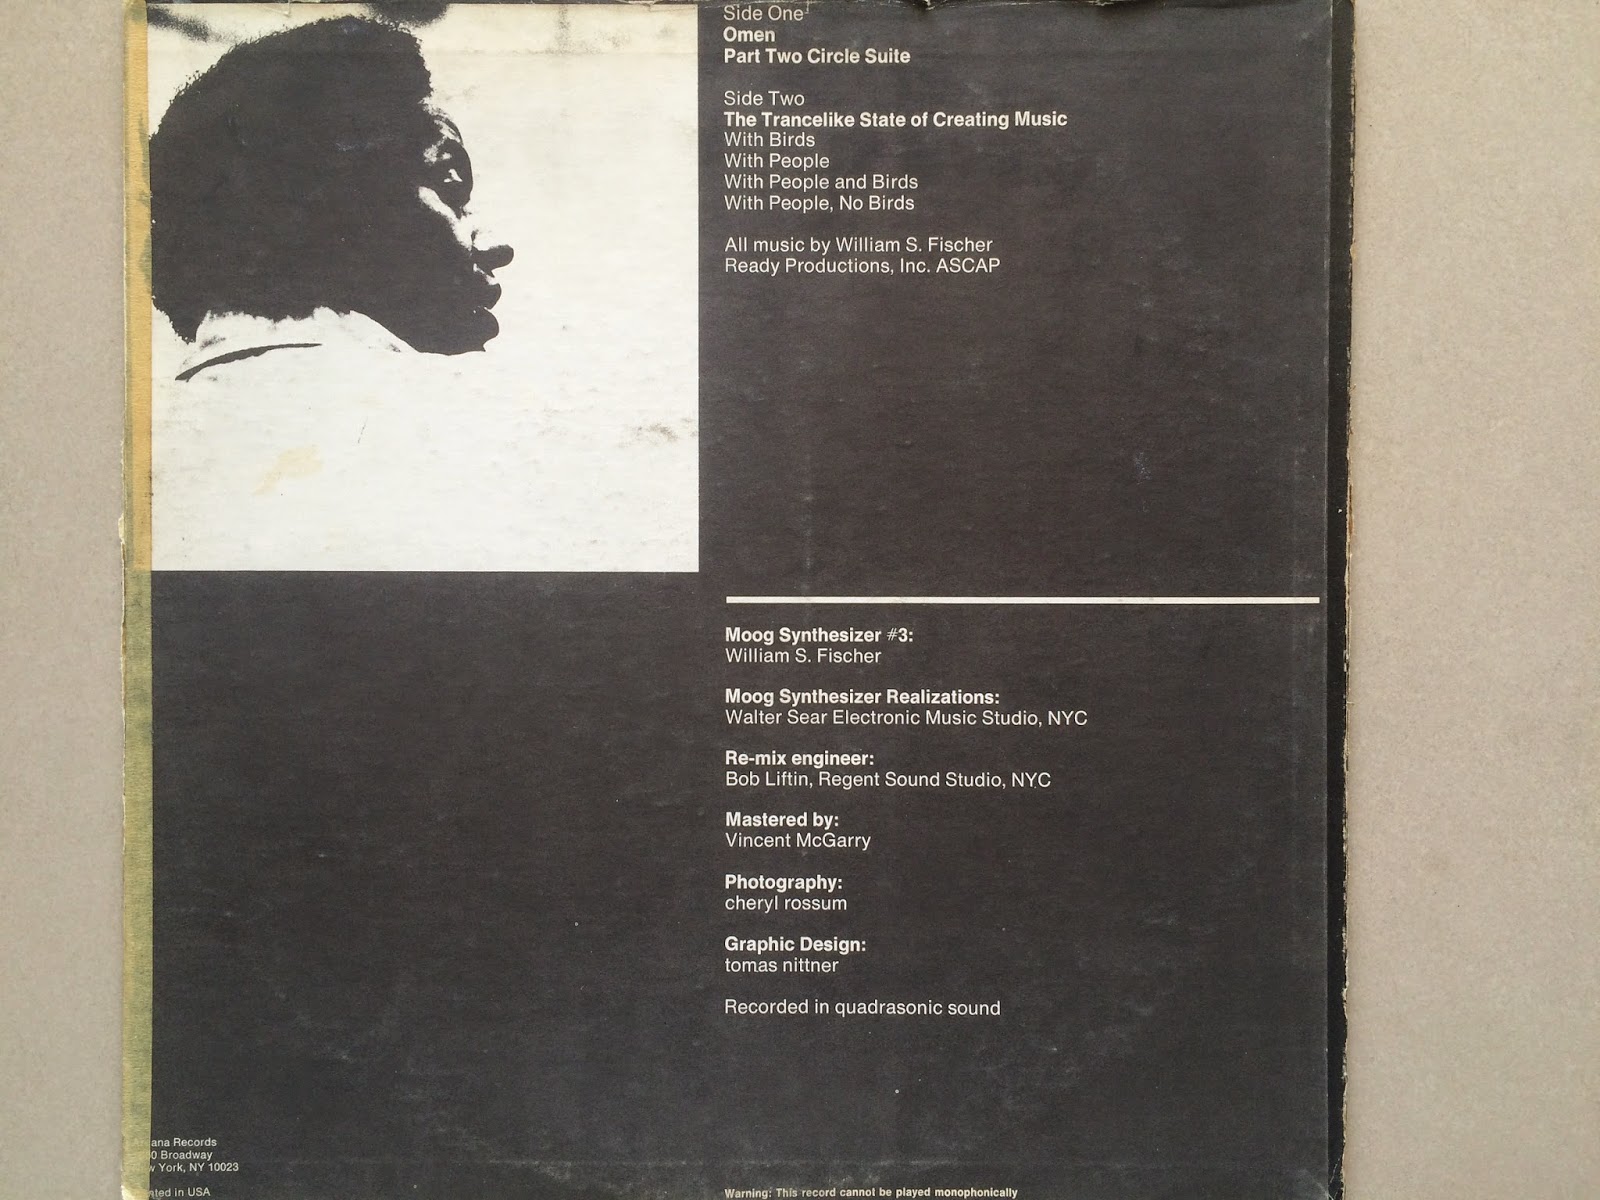 Side One
Omen
Part Two Circle Suite
Side Two
The Trancelike State of Creating Music
With Birds
With People
With People and Birds
With People, No Birds
All music by William S. Fischer
Ready Productions, Inc. ASCAP
Moog Synthesizer #3:
William S. Fischer
Moog Synthesizer Realizations:
Walter Sear Electronic Music Studio, NYC
Re-mix engineer:
Bob Liftin, Regent Sound Studio, NYC
Mastered by:
Vincent McGarry
Photography:
cheryl rossum
Graphic Design:
tomas nittner
Recorded in quadrasonic sound
Records
Broadway
York, NY 10023
in USA
Warning: This record cannot be played monophonically